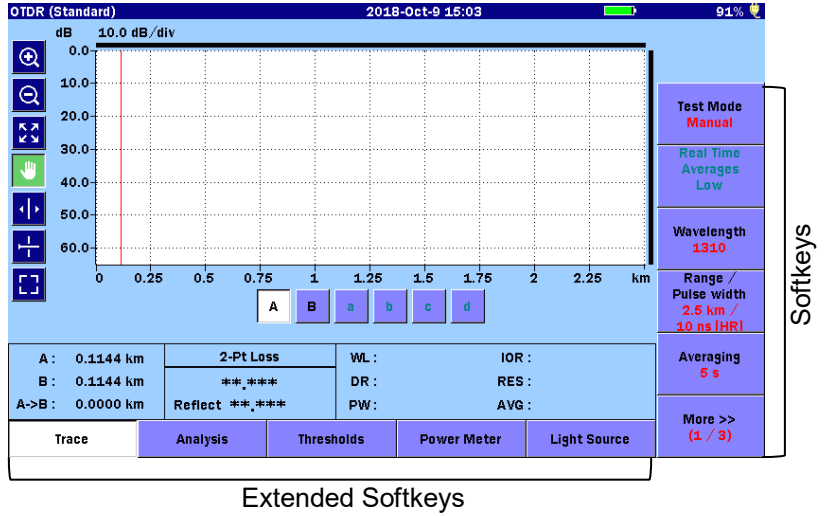 OTDR (Standard) 2018-Oct-9 15:03 91%
dB 10.0 dB/div
0.0
10.0
20.0
30.0
40.0
50.0
60.0
0 0.25 0.5 0.75 1 1.25 1.5 1.75 2 2.25 km
A B a b c d
Test Mode
Manual
Real Time
Averages
Low
Wavelength
1310
Range /
Pulse width
2.5 km /
10 ns [HR]
Averaging
5 s
More >>
(1 / 3)
Softkeys
A : 0.1144 km 2-Pt Loss WL : IOR :
B : 0.1144 km **.*** DR : RES :
A->B : 0.0000 km Reflect **.*** PW : AVG :
Trace Analysis Thresholds Power Meter Light Source
Extended Softkeys